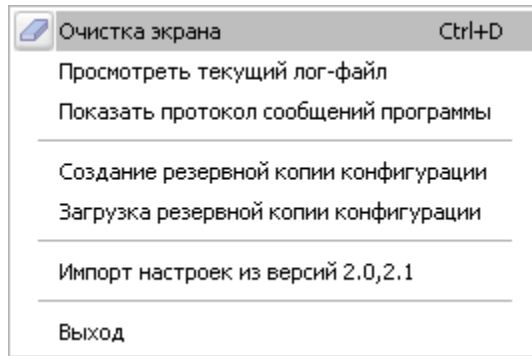 Очистка экрана Ctrl+D
Просмотреть текущий лог-файл
Показать протокол сообщений программы
Создание резервной копии конфигурации
Загрузка резервной копии конфигурации
Импорт настроек из версий 2.0,2.1
Выход